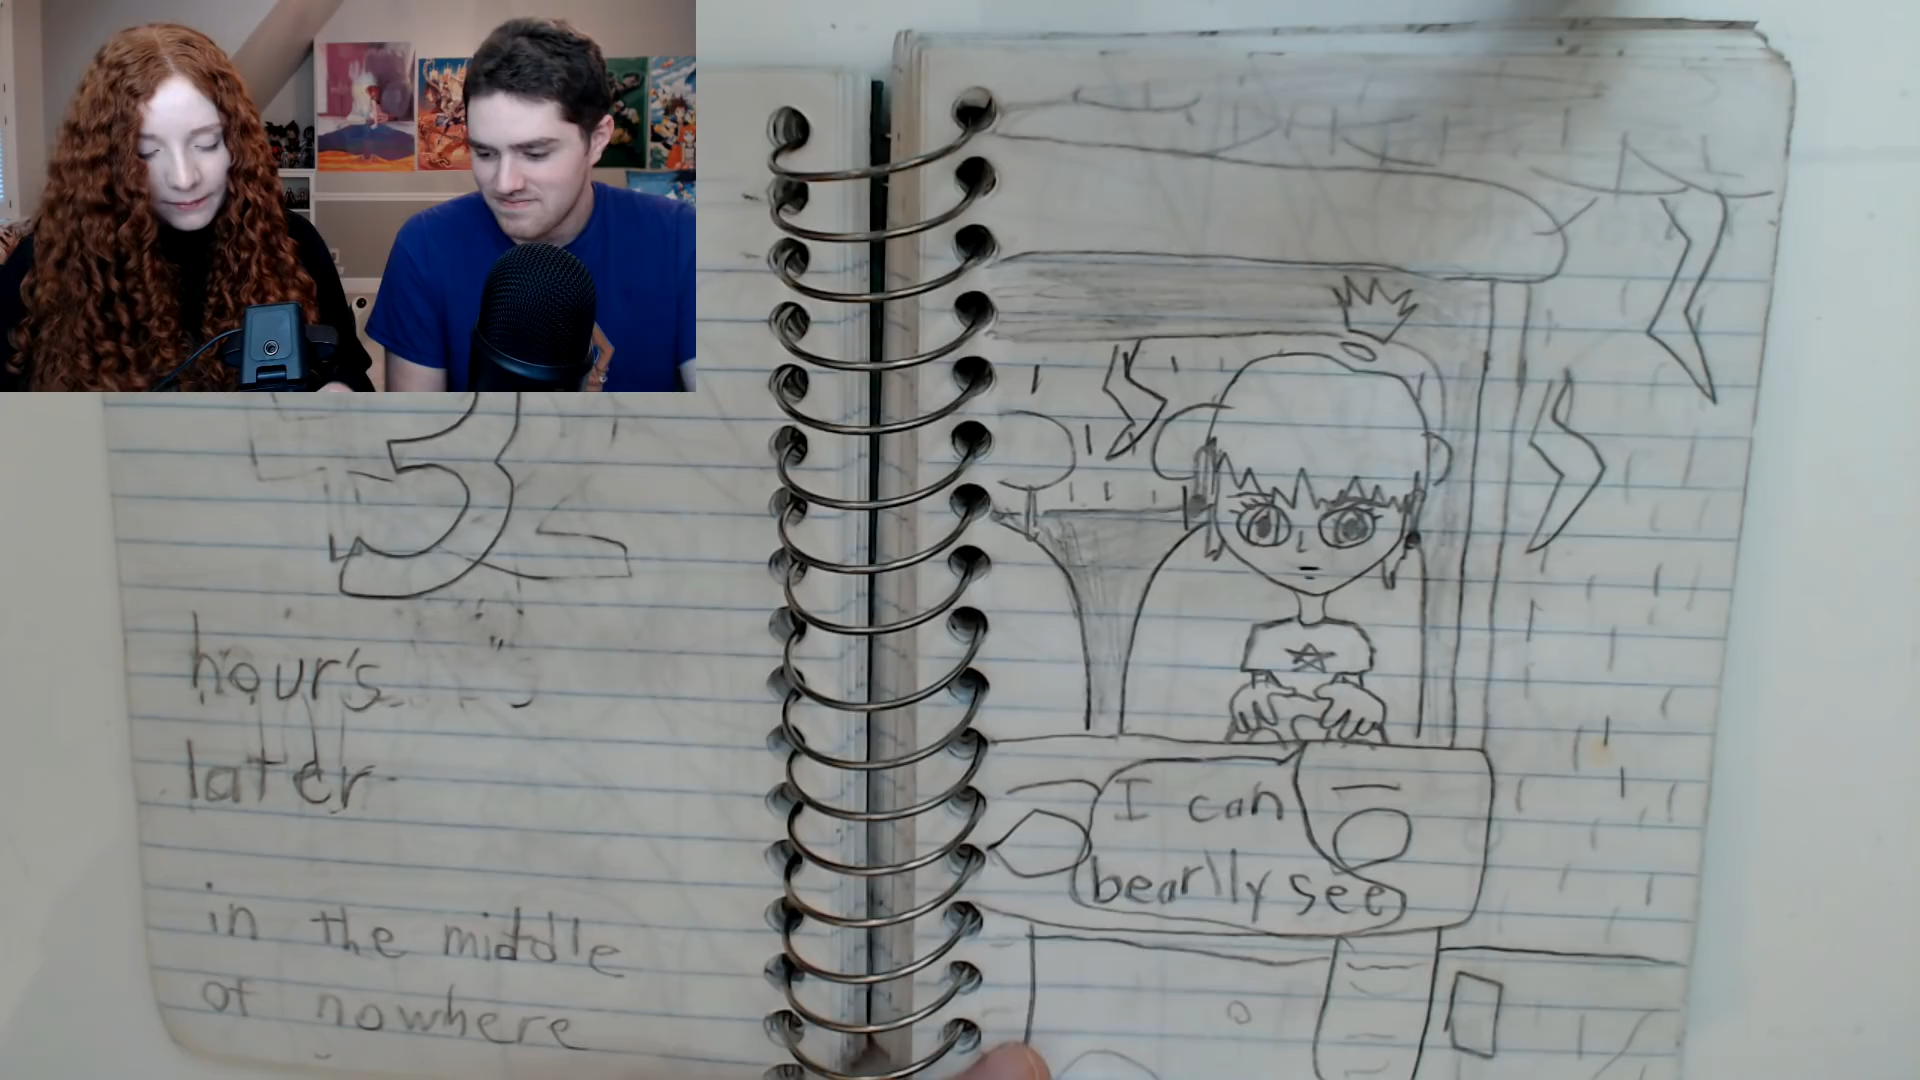 3
hour's
later
in the middle
of nowhere
I can
bearlly see